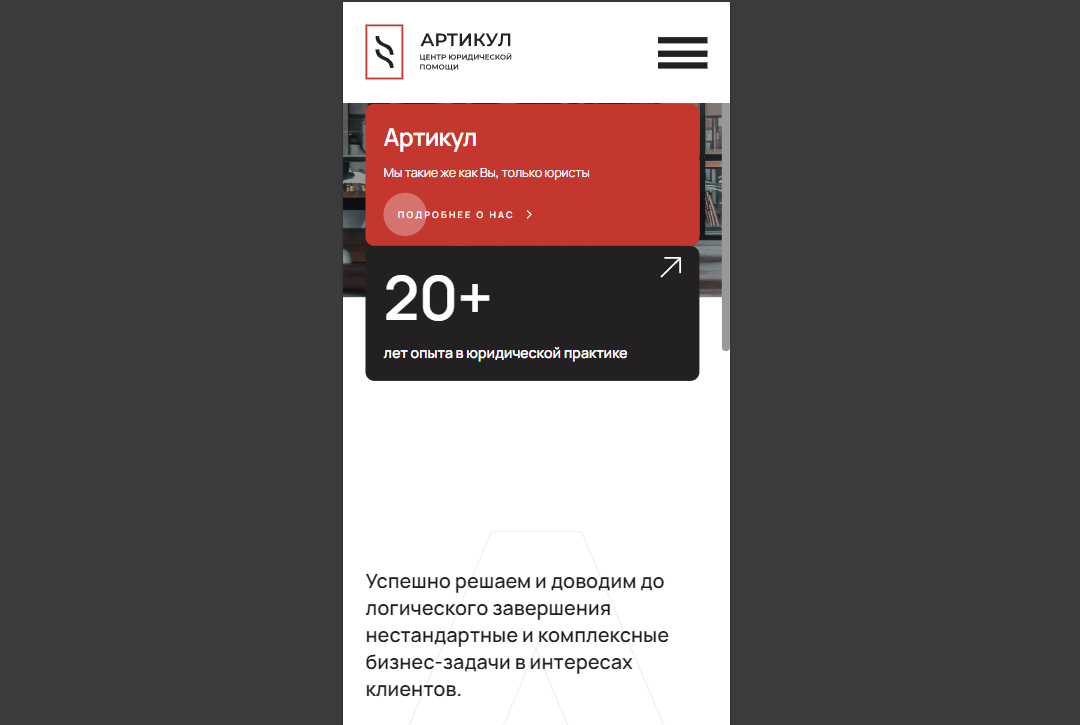 АРТИКУЛ
ЦЕНТР ЮРИДИЧЕСКОЙ
ПОМОЩИ
Артикул
Мы такие же как Вы, только юристы
ПОДРОБНЕЕ О НАС
20+
лет опыта в юридической практике
Успешно решаем и доводим до
логического завершения
нестандартные и комплексные
бизнес-задачи в интересах
клиентов.